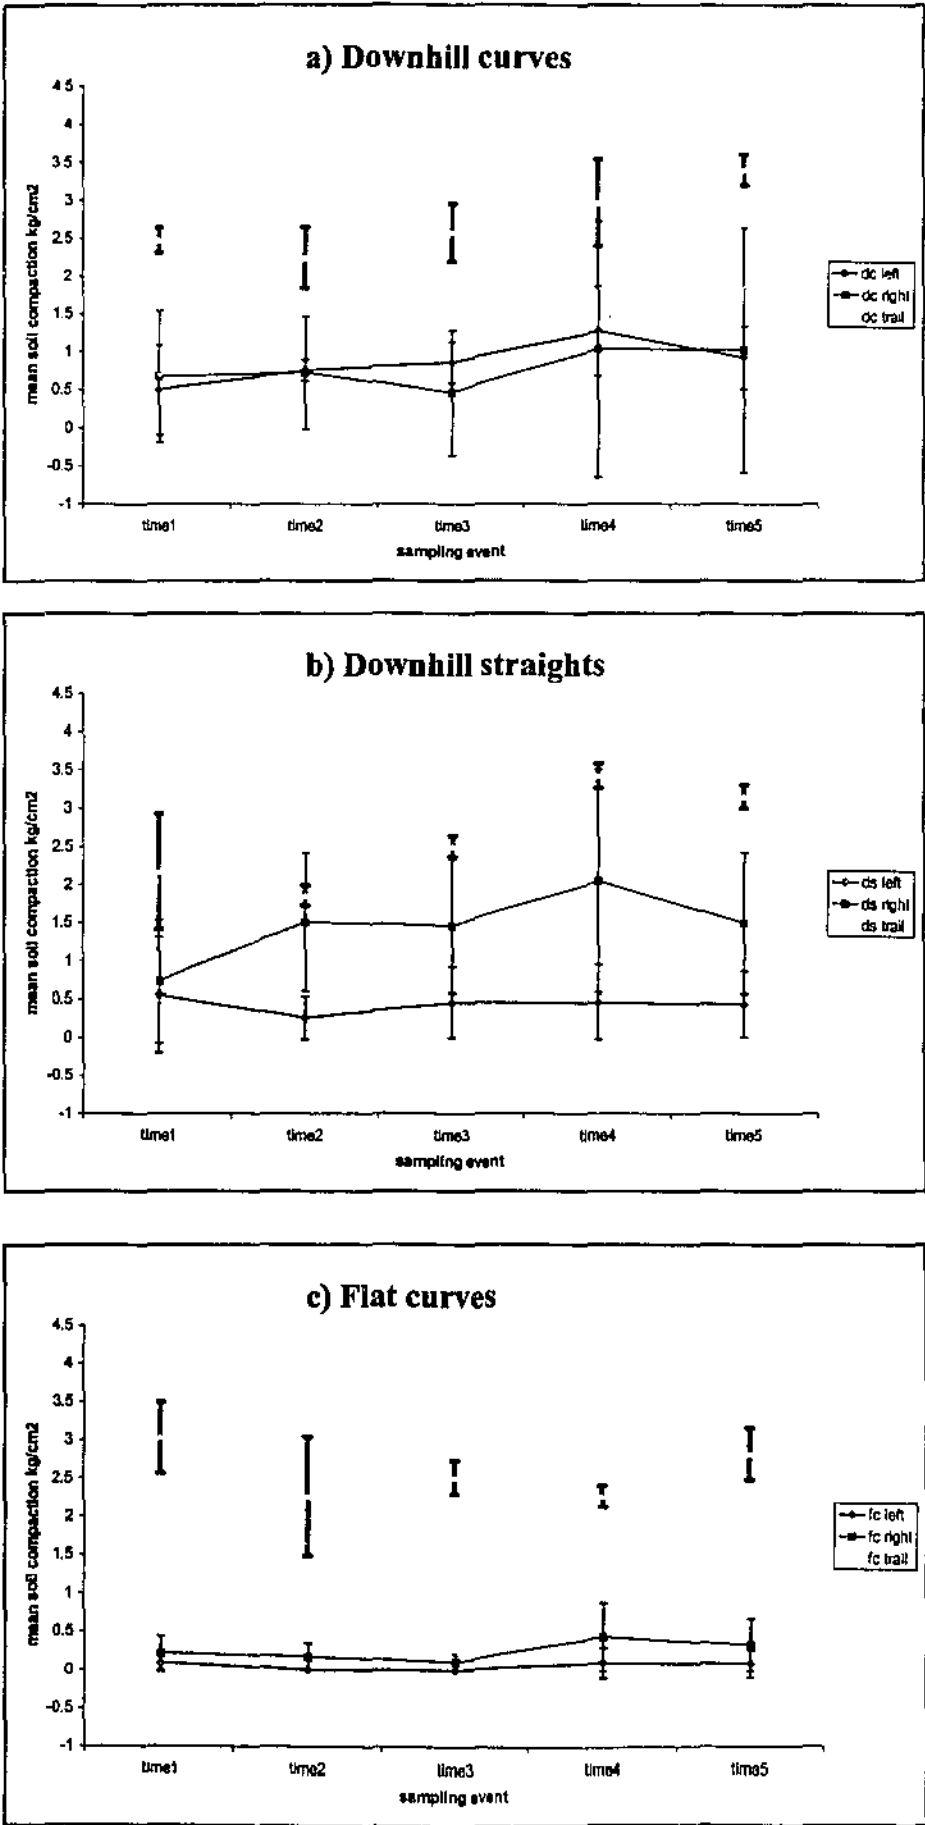 a) Downhill curves
4.5
4
3.5
3
2.5
2
1.5
1
0.5
0
-0.5
-1
mean soil compaction kg/cm2
time1 time2 time3 time4 time5
sampling event
dc left
dc right
dc trail
b) Downhill straights
4.5
4
3.5
3
2.5
2
1.5
1
0.5
0
-0.5
-1
mean soil compaction kg/cm2
time1 time2 time3 time4 time5
sampling event
ds left
ds right
ds trail
c) Flat curves
4.5
4
3.5
3
2.5
2
1.5
1
0.5
0
-0.5
-1
mean soil compaction kg/cm2
time1 time2 time3 time4 time5
sampling event
fc left
fc right
fc trail